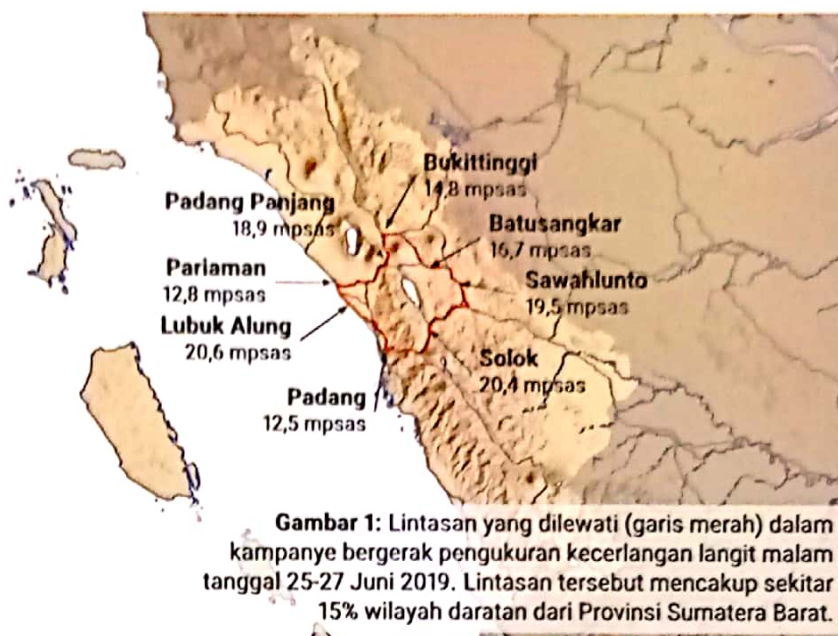 Bukittinggi
14,8 mpsas
Padang Panjang
18,9 mpsas
Batusangkar
16,7 mpsas
Pariaman
12,8 mpsas
Sawahlunto
19,5 mpsas
Lubuk Alung
20,6 mpsas
Solok
20,4 mpsas
Padang
12,5 mpsas
Gambar 1: Lintasan yang dilewati (garis merah) dalam
kampanye bergerak pengukuran kecerlangan langit malam
tanggal 25-27 Juni 2019. Lintasan tersebut mencakup sekitar
15% wilayah daratan dari Provinsi Sumatera Barat.